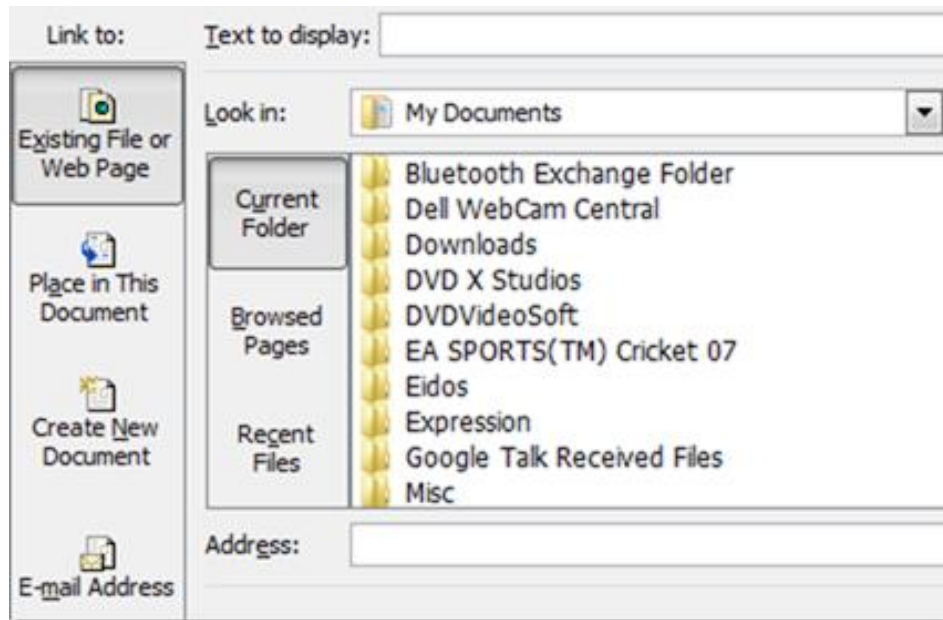 Link to:
Text to display:
Existing File or
Web Page
Place in This
Document
Create New
Document
E-mail Address
Look in:
My Documents
Current
Folder
Browsed
Pages
Recent
Files
Bluetooth Exchange Folder
Dell WebCam Central
Downloads
DVD X Studios
DVDVideoSoft
EA SPORTS(TM) Cricket 07
Eidos
Expression
Google Talk Received Files
Misc
Address: